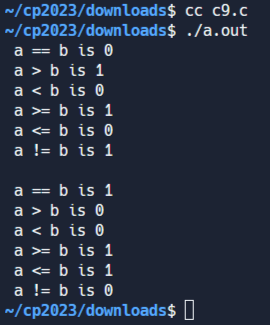 ~/cp2023/downloads$ cc c9.c
~/cp2023/downloads$ ./a.out
a == b is 0
a > b is 1
a < b is 0
a >= b is 1
a <= b is 0
a != b is 1

a == b is 1
a > b is 0
a < b is 0
a >= b is 1
a <= b is 1
a != b is 0
~/cp2023/downloads$